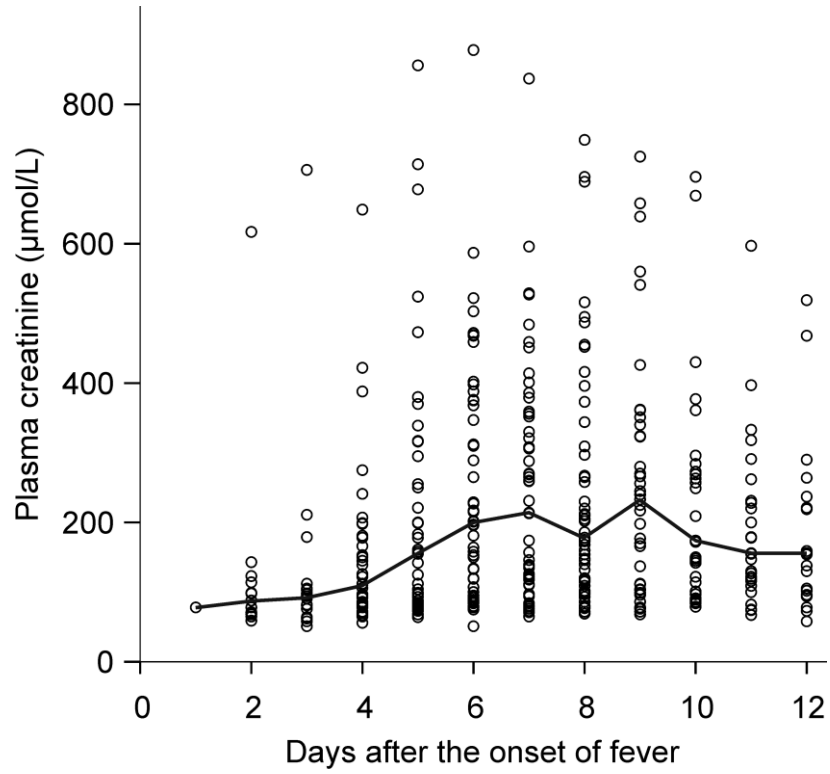 800
600
400
200
0
Plasma creatinine (µmol/L)
0 2 4 6 8 10 12
Days after the onset of fever